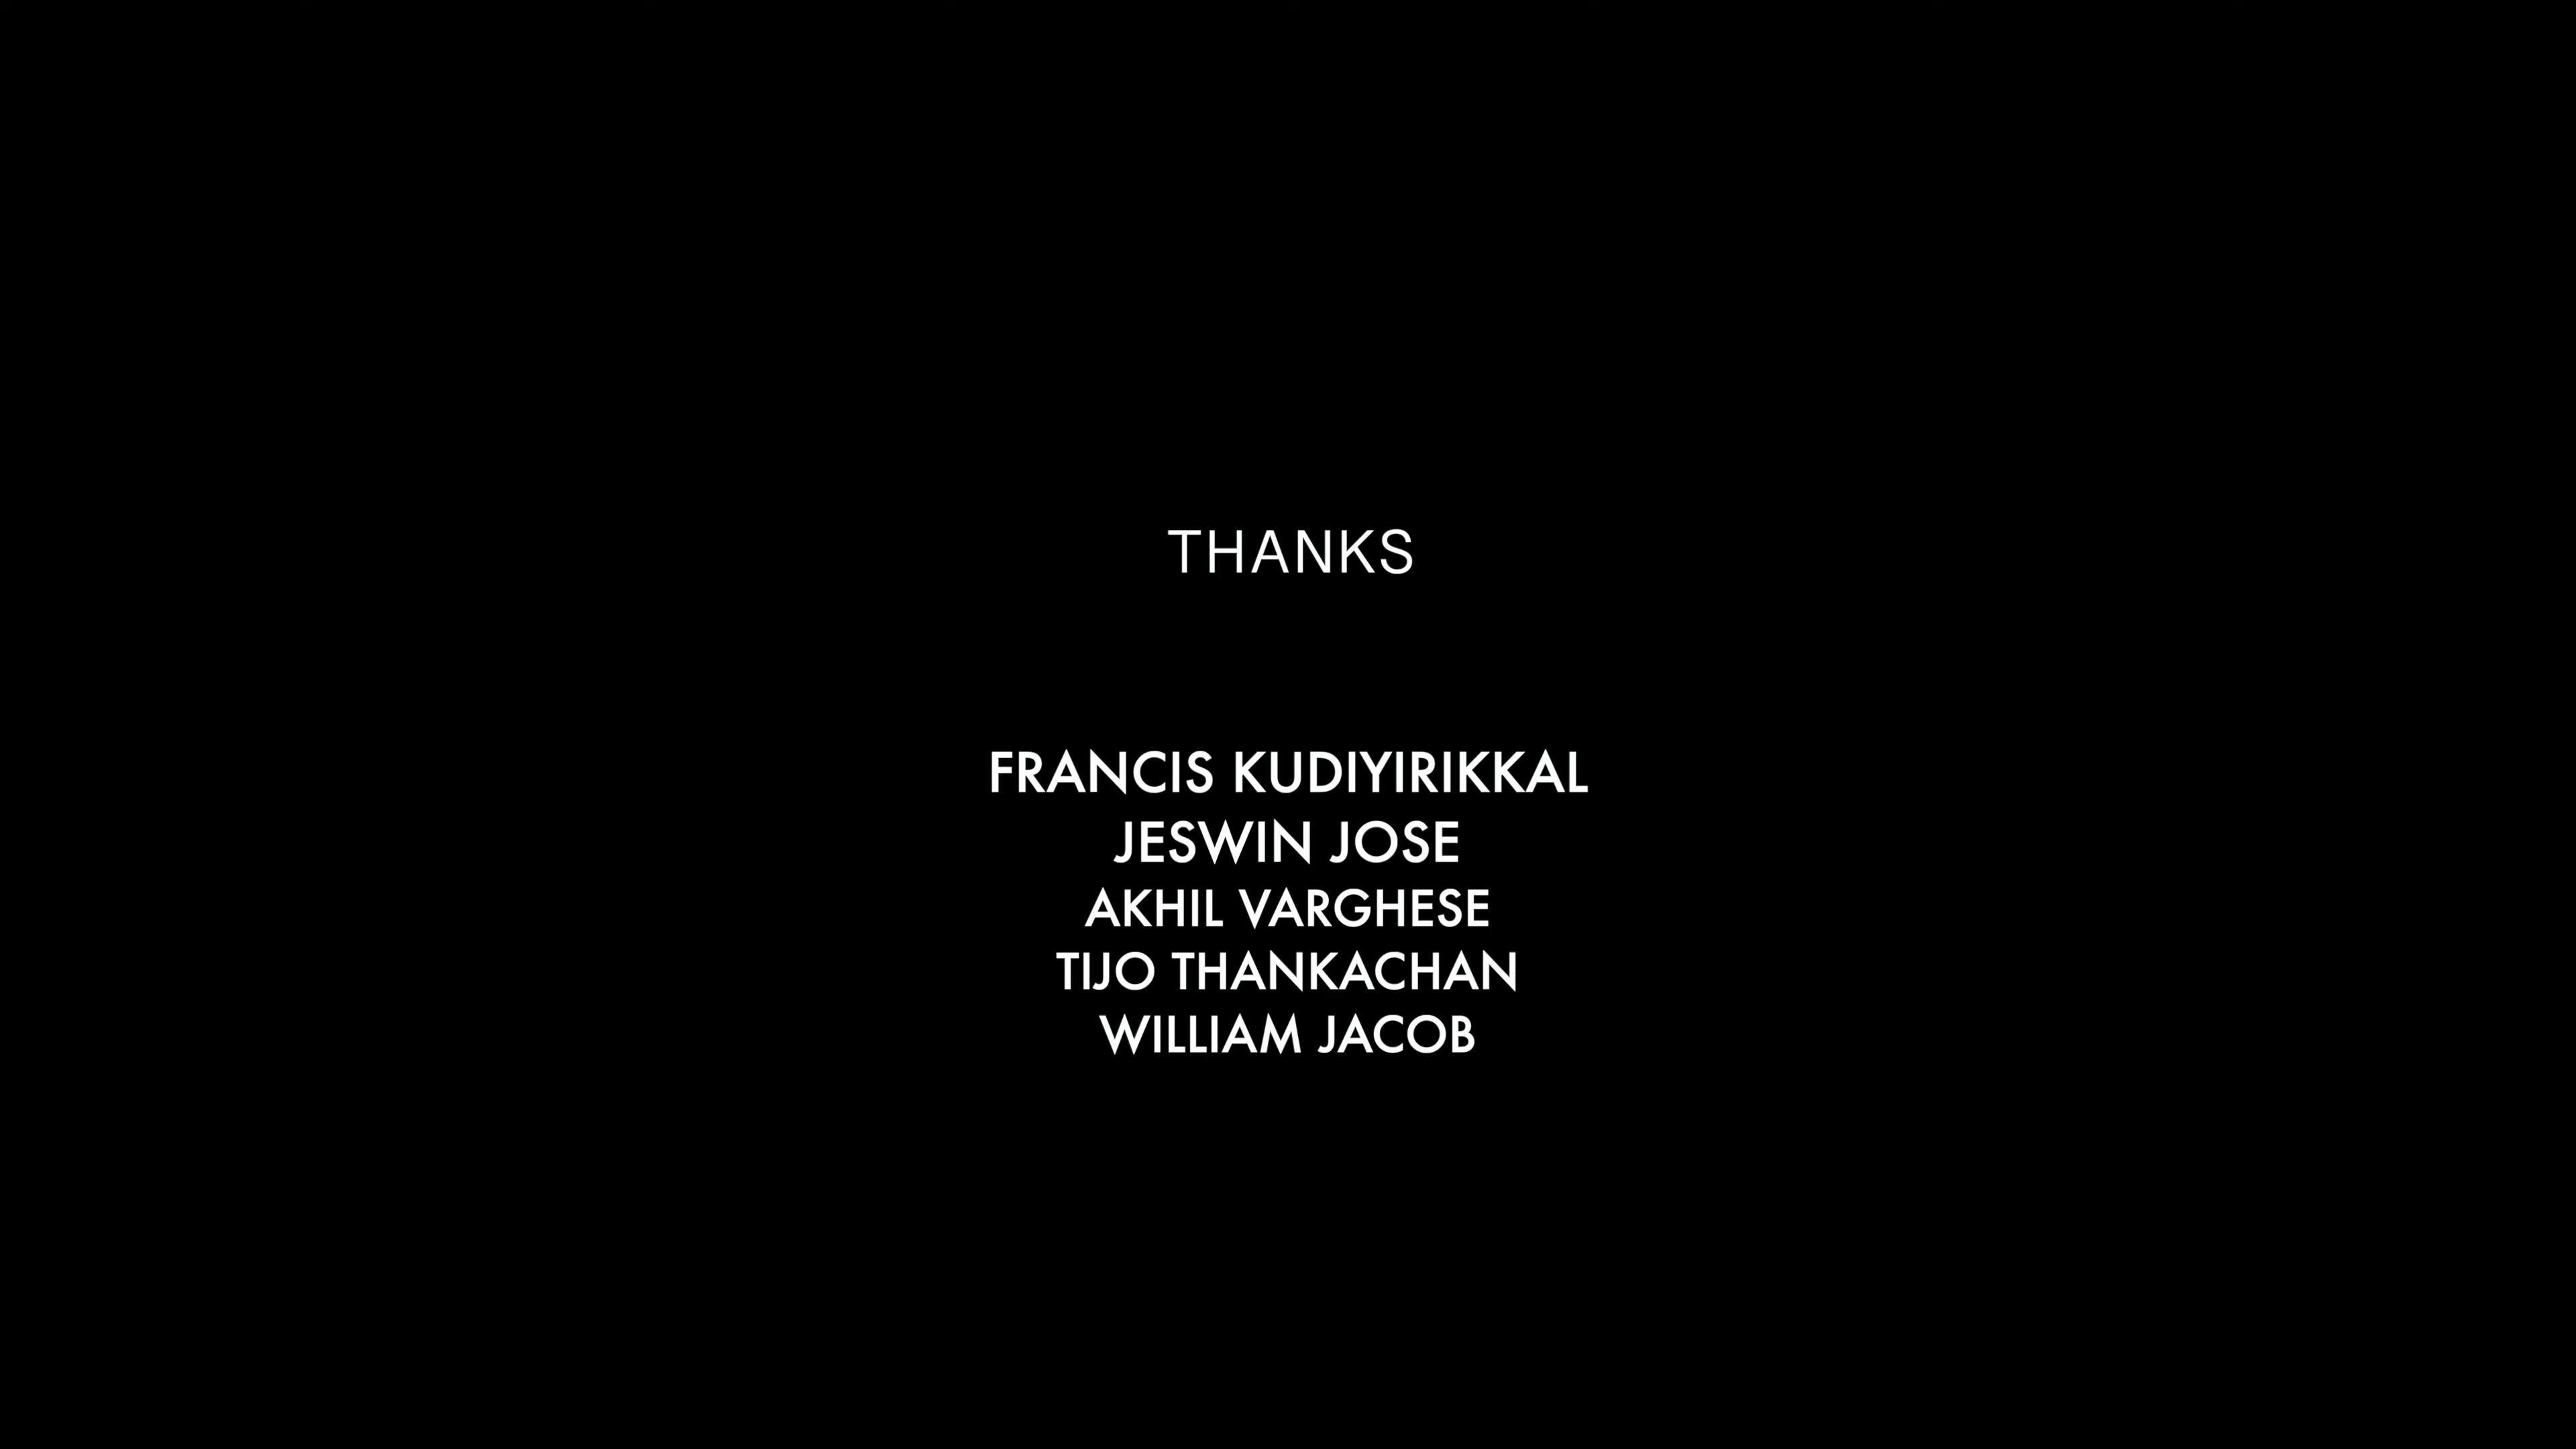 THANKS
FRANCIS KUDIYIRIKKAL
JESWIN JOSE
AKHIL VARGHESE
TIJO THANKACHAN
WILLIAM JACOB